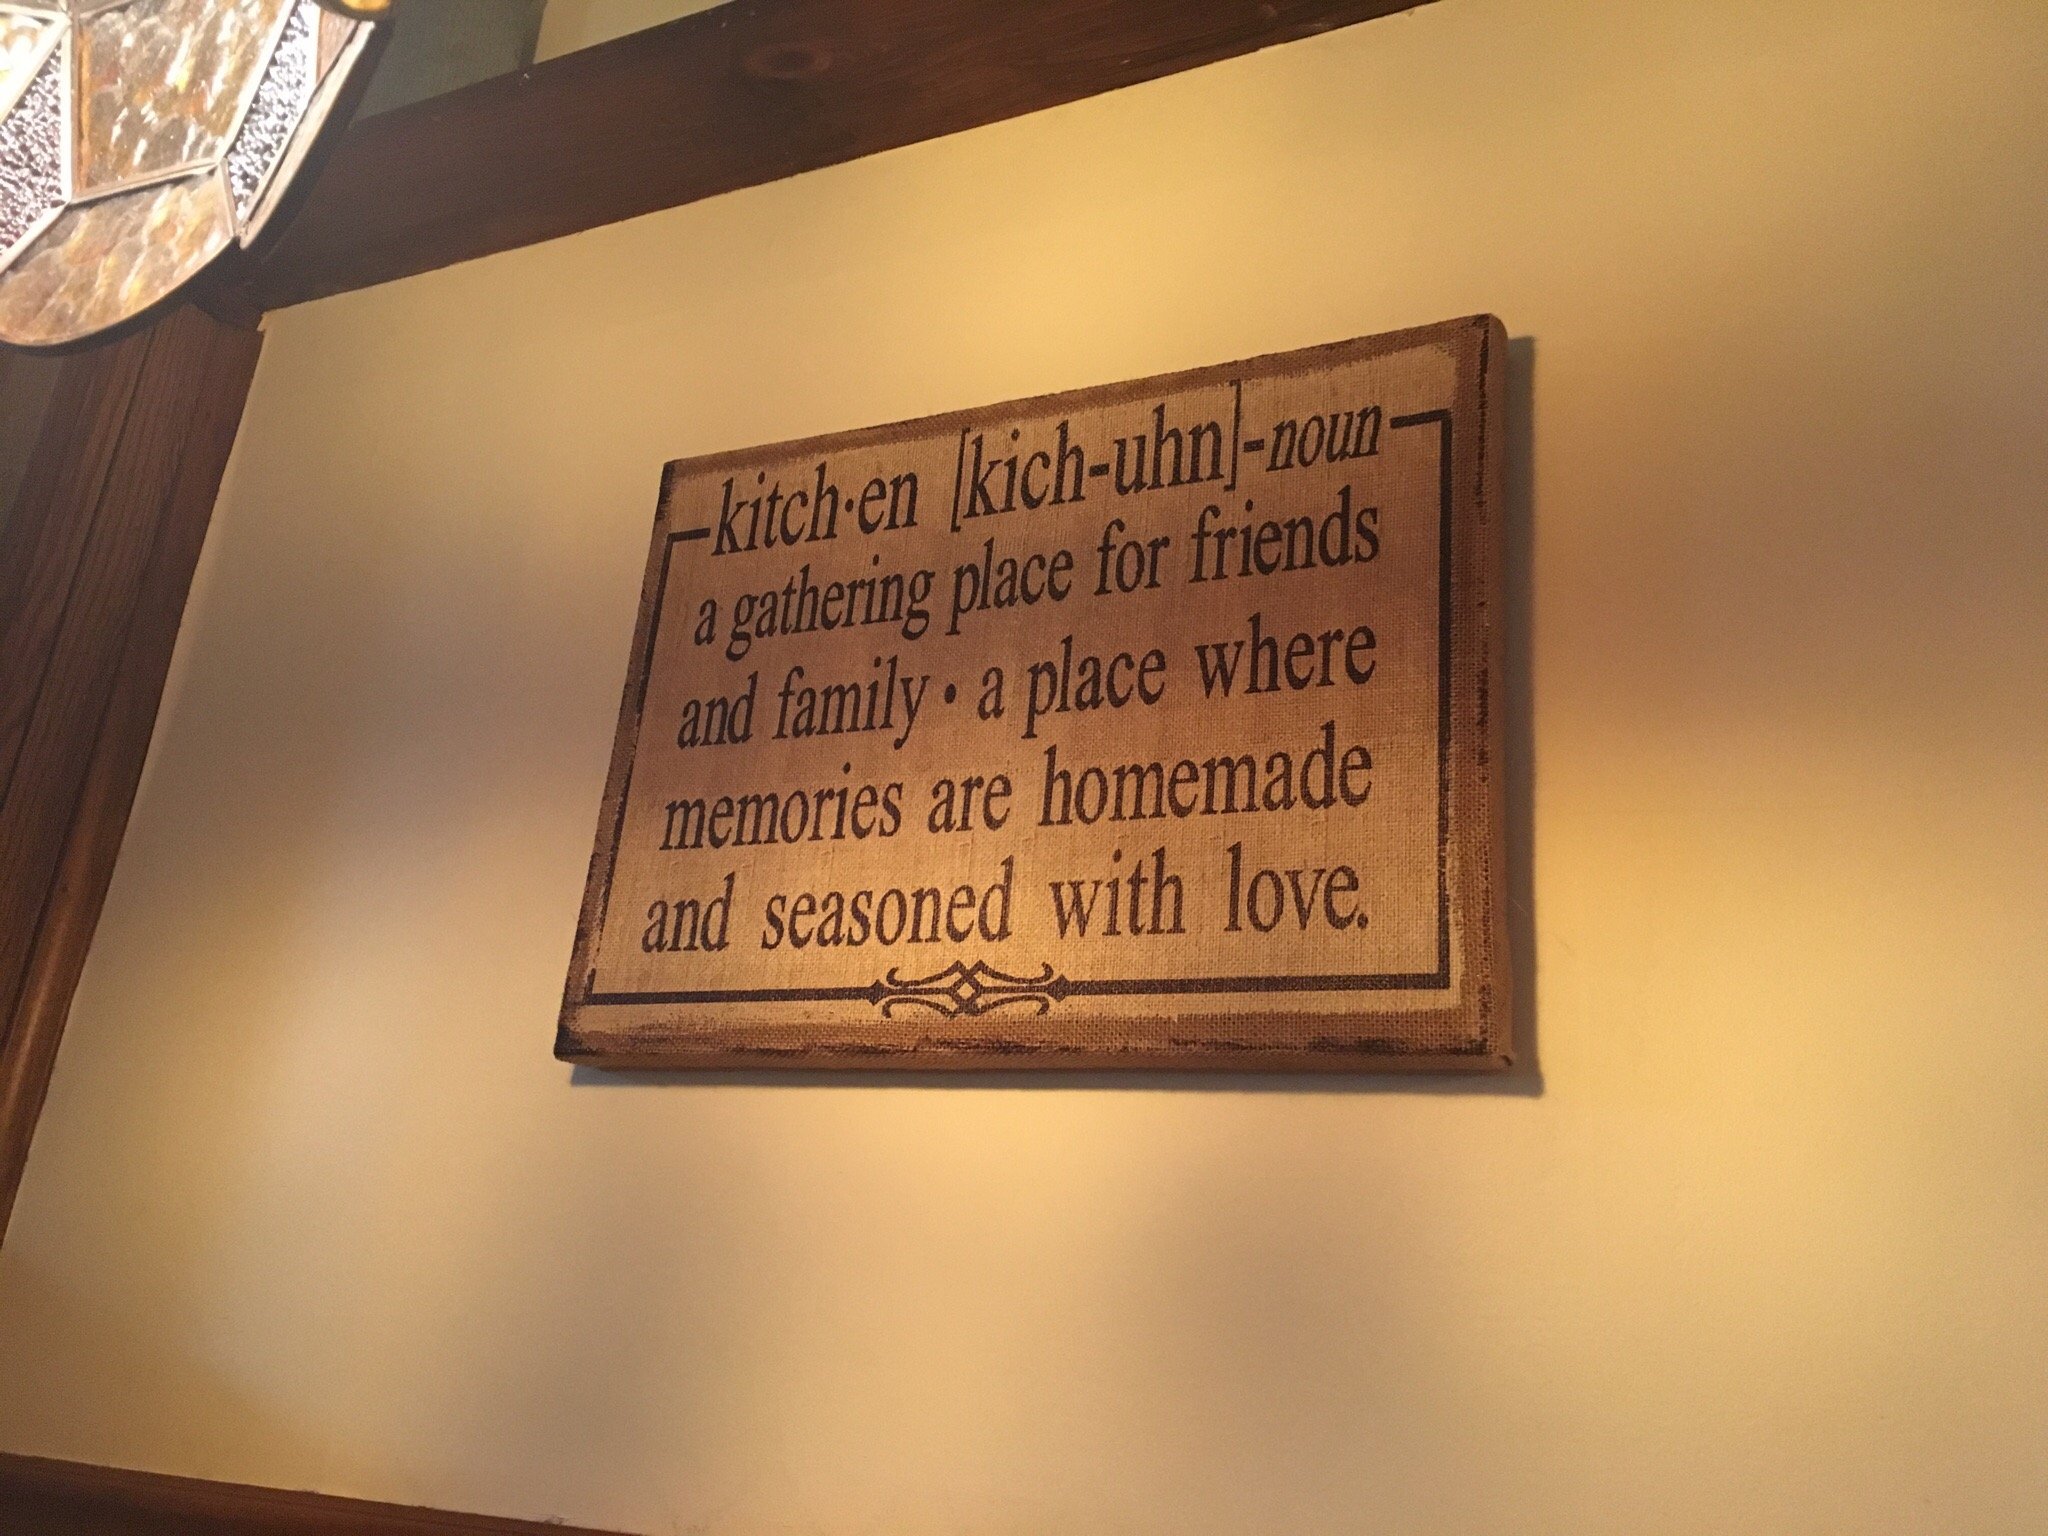 kitch·en [kich-uhn]-noun
a gathering place for friends
and family • a place where
memories are homemade
and seasoned with love.